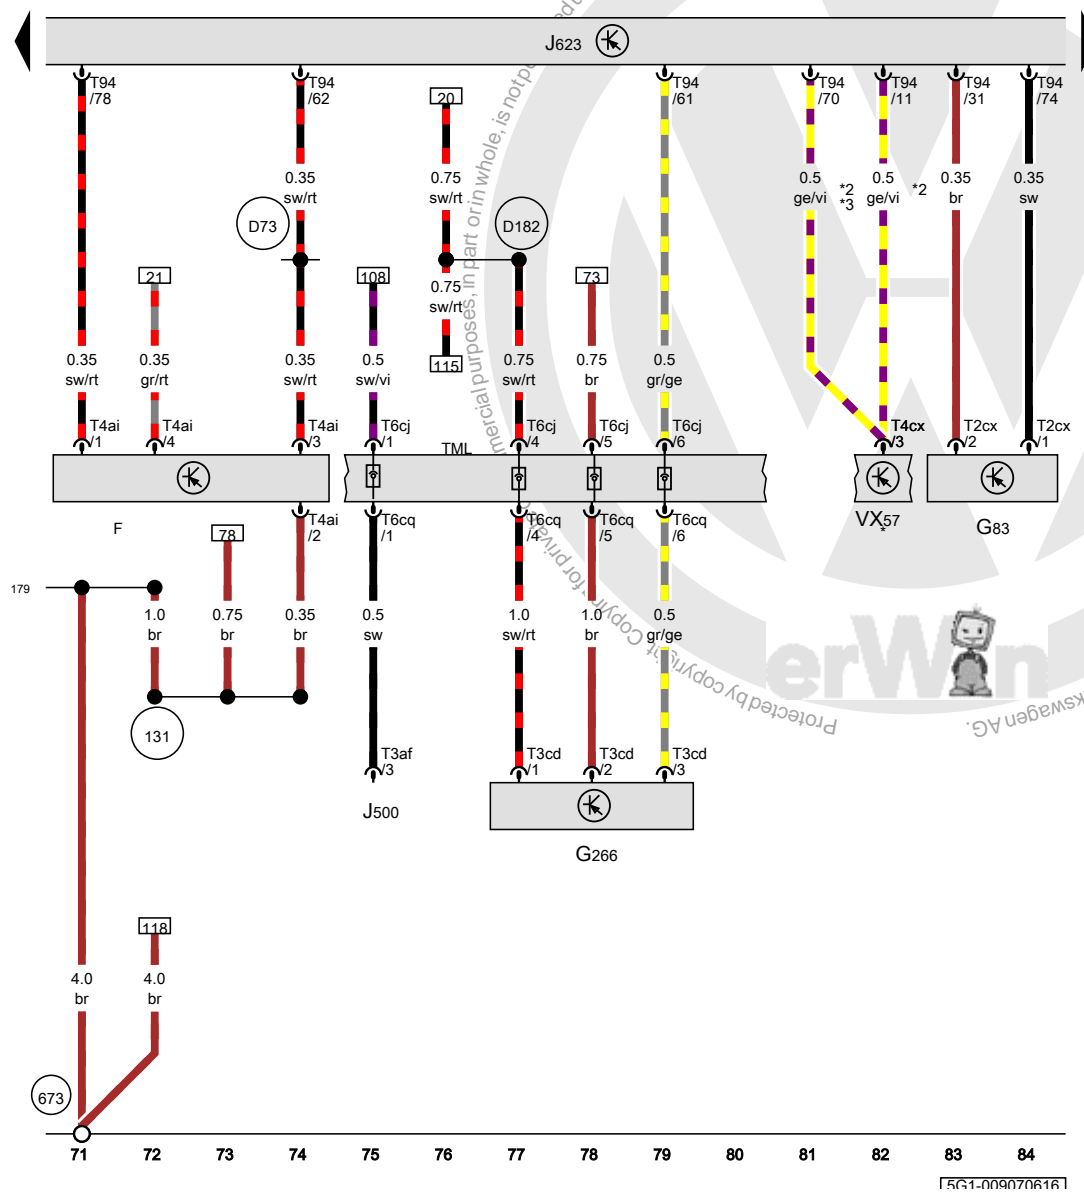 J623
T94 /78
T94 /62
T94 /61
T94 /70
T94 /11
T94 /31
T94 /74
20
0.35 sw/rt
0.75 sw/rt
0.5 ge/vi
*2 *3
0.5 ge/vi
*2
0.35 br
0.35 sw
D73
D182
21
108
0.75 sw/rt
73
0.35 sw/rt
0.35 gr/rt
0.35 sw/rt
0.5 sw/vi
115
0.75 sw/rt
0.75 br
0.5 gr/ge
T4ai /1
T4ai /4
T4ai /3
T6cj /1
TML
T6cj /4
T6cj /5
T6cj /6
T4cx /3
T2cx /2
T2cx /1
F
T4ai /2
T6cq /1
T6cq /4
T6cq /5
T6cq /6
VX57
*
G83
78
179
1.0 br
0.75 br
0.35 br
0.5 sw
1.0 sw/rt
1.0 br
0.5 gr/ge
131
T3af /3
T3cd /1
T3cd /2
T3cd /3
J500
G266
118
4.0 br
4.0 br
673
71 72 73 74 75 76 77 78 79 80 81 82 83 84
5G1-009070616
erWin
mercial purposes, in part or in whole, is not
for private
Protected by copyright. Copyright
swagen AG.